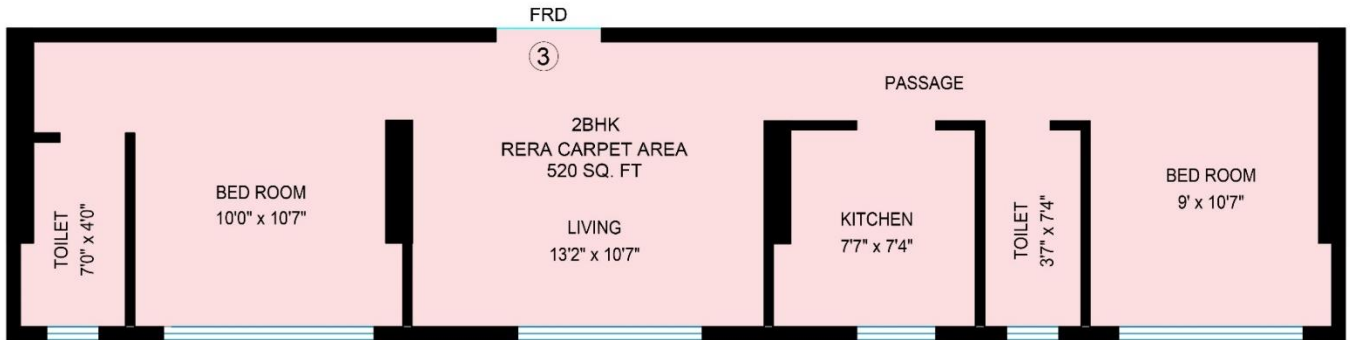 FRD
3
PASSAGE
2BHK
RERA CARPET AREA
520 SQ. FT
BED ROOM
10'0" x 10'7"
TOILET
7'0" x 4'0"
LIVING
13'2" x 10'7"
KITCHEN
7'7" x 7'4"
TOILET
3'7" x 7'4"
BED ROOM
9' x 10'7"